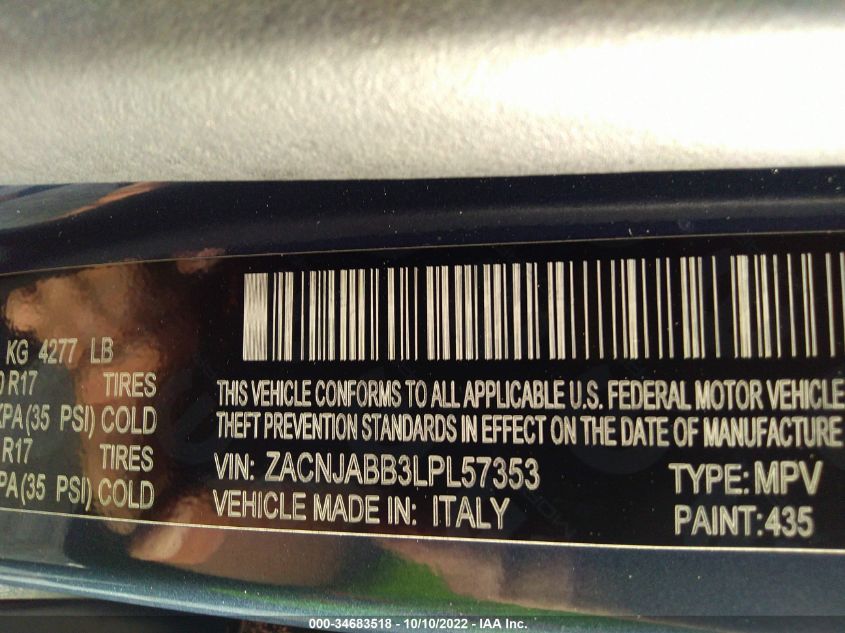 KG 4277 LB
R17 TIRES
KPA (35 PSI) COLD
R17 TIRES
PA (35 PSI) COLD
THIS VEHICLE CONFORMS TO ALL APPLICABLE U.S. FEDERAL MOTOR VEHICLE
THEFT PREVENTION STANDARDS IN EFFECT ON THE DATE OF MANUFACTURE
VIN: ZACNJABB3LPL57353 TYPE: MPV
VEHICLE MADE IN: ITALY PAINT:435
000-34683518 - 10/10/2022 - IAA Inc.